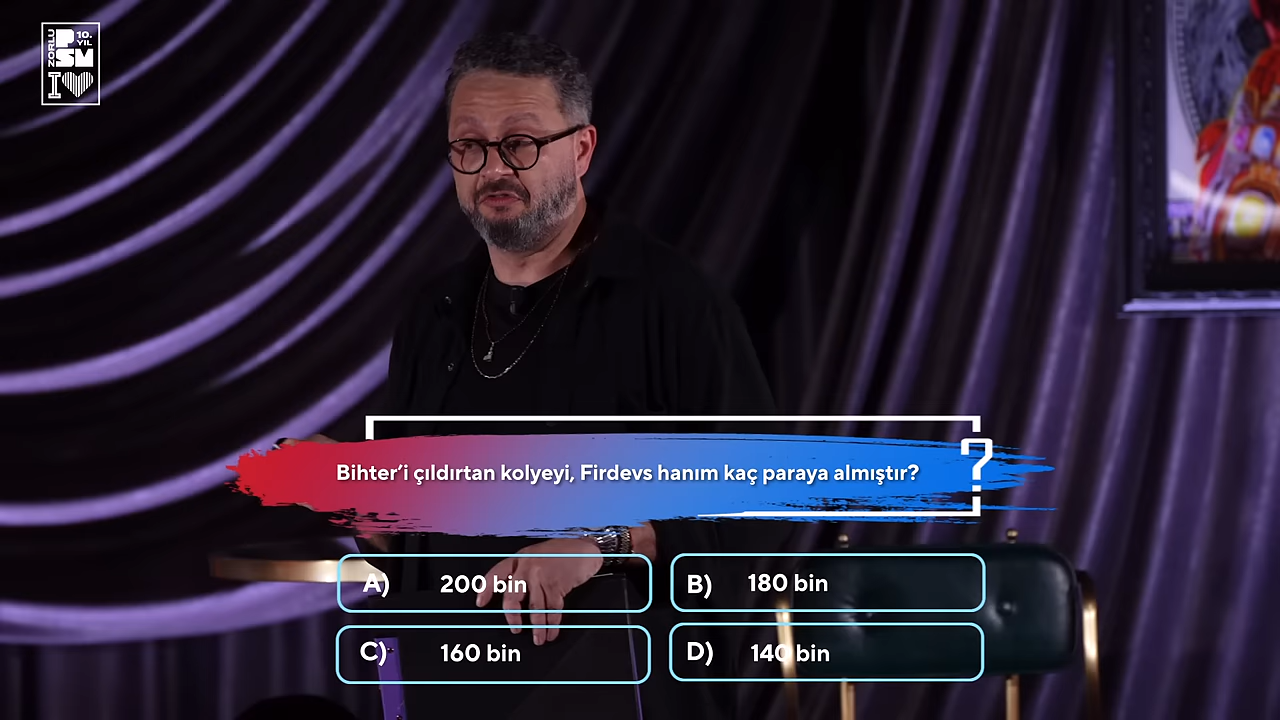 ZORLU
PSM
10.
YIL
I
Bihter'i çıldırtan kolyeyi, Firdevs hanım kaç paraya almıştır?
?
A) 200 bin
B) 180 bin
C) 160 bin
D) 140 bin